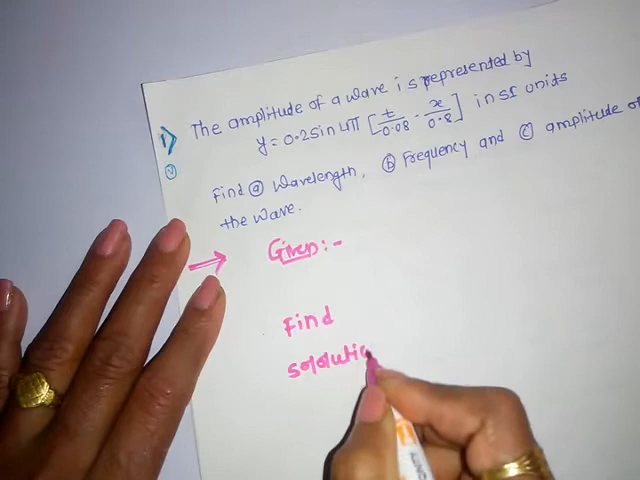 1) The amplitude of a wave is represented by
y = 0.2 sin 4π [t/0.08 - x/0.8] in SI units
Find ⓐ Wavelength, ⓑ Frequency and ⓒ amplitude of
the wave.
Given:-
Find
Solutio